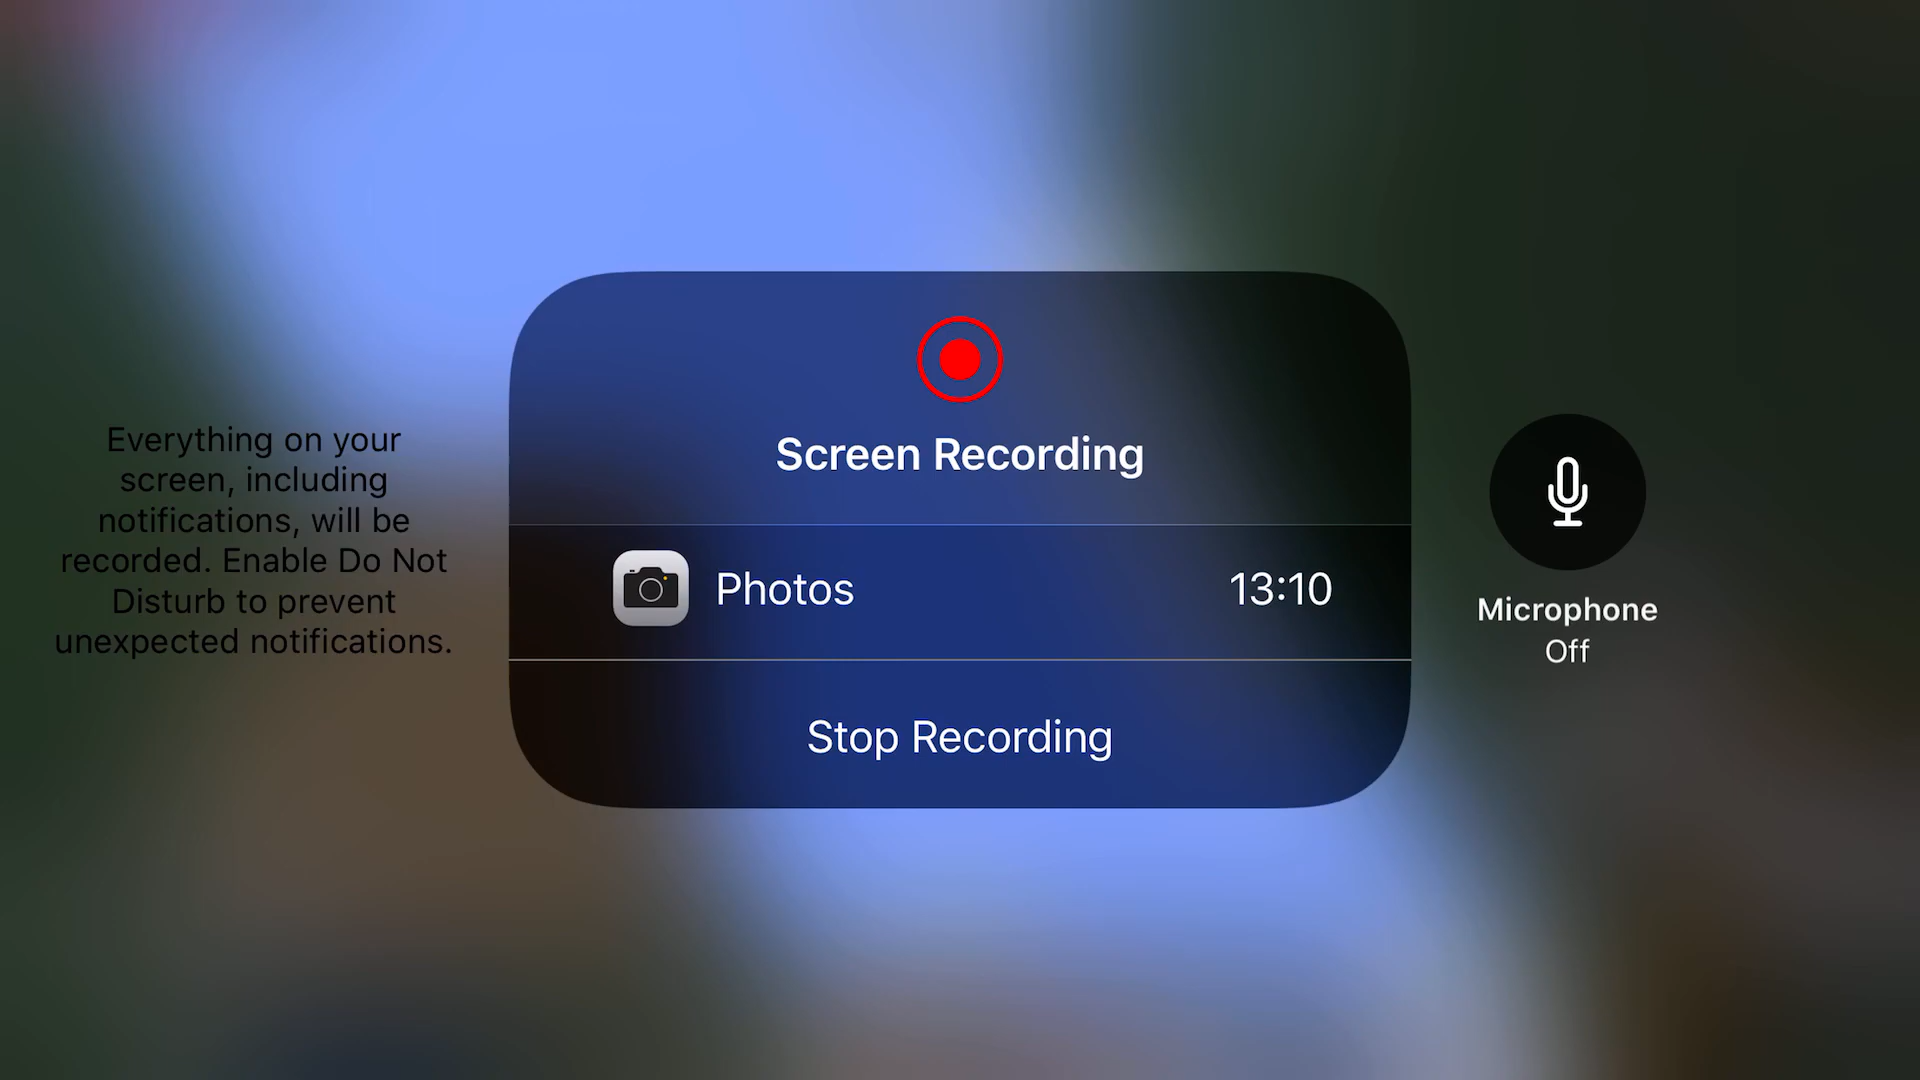 Everything on your
screen, including
notifications, will be
recorded. Enable Do Not
Disturb to prevent
unexpected notifications.
Screen Recording
Photos 13:10
Stop Recording
Microphone
Off